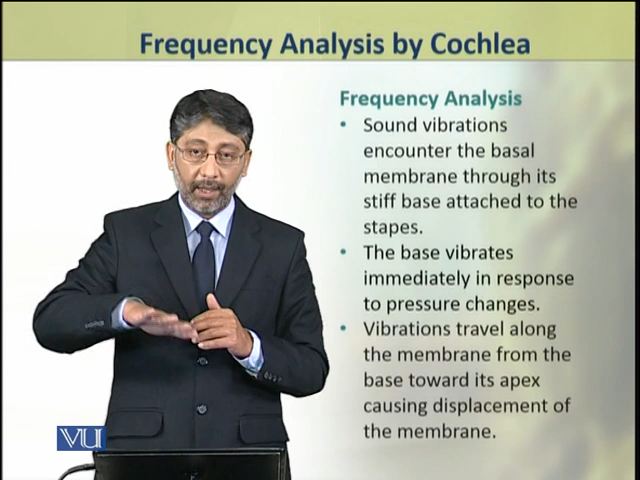 Frequency Analysis by Cochlea
Frequency Analysis
• Sound vibrations
encounter the basal
membrane through its
stiff base attached to the
stapes.
• The base vibrates
immediately in response
to pressure changes.
• Vibrations travel along
the membrane from the
base toward its apex
causing displacement of
the membrane.
VU